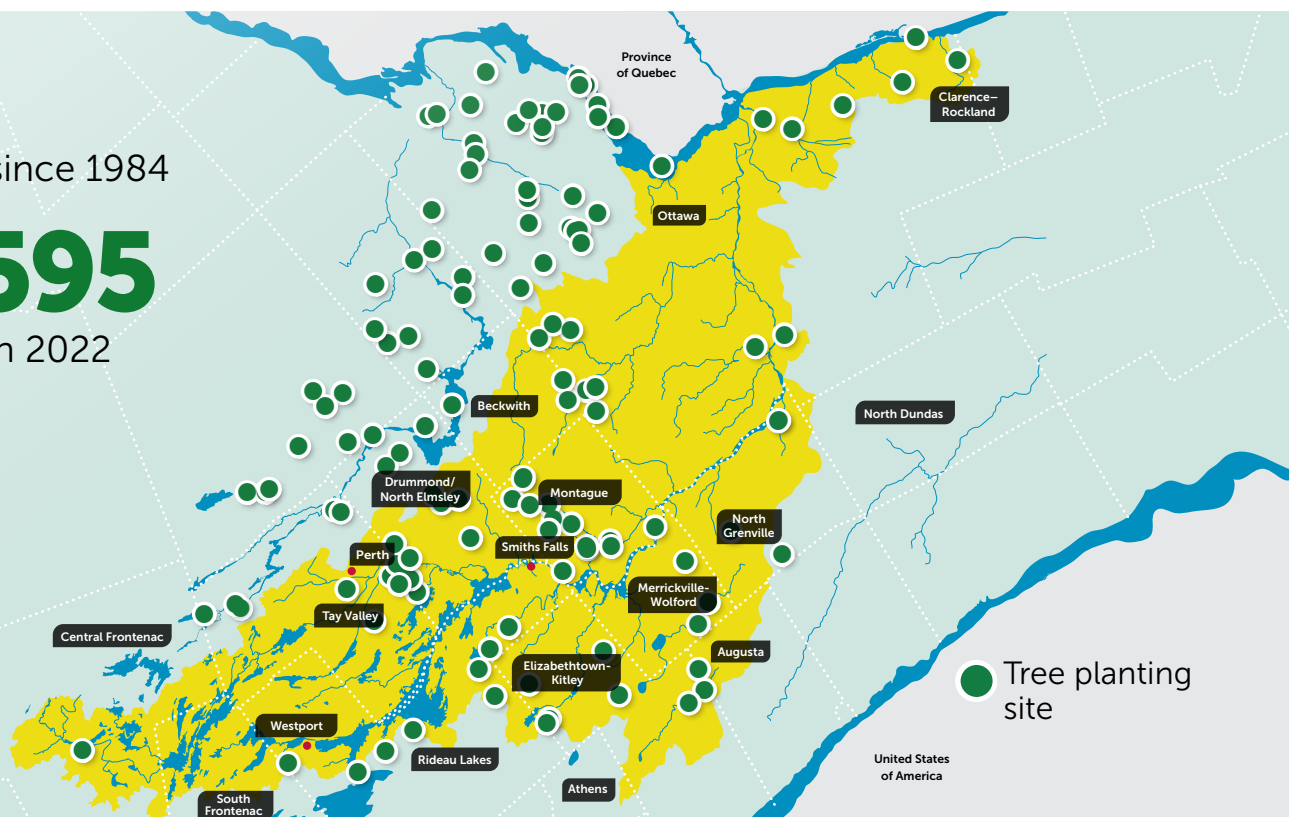 Province
of Quebec
Clarence–
Rockland
since 1984
Ottawa
595
n 2022
Beckwith
North Dundas
Drummond/
North Elmsley
Montague
North
Grenville
Perth
Smiths Falls
Merrickville-
Wolford
Tay Valley
Central Frontenac
Augusta
Elizabethtown-
Kitley
Tree planting
site
Westport
Rideau Lakes
United States
of America
Athens
South
Frontenac